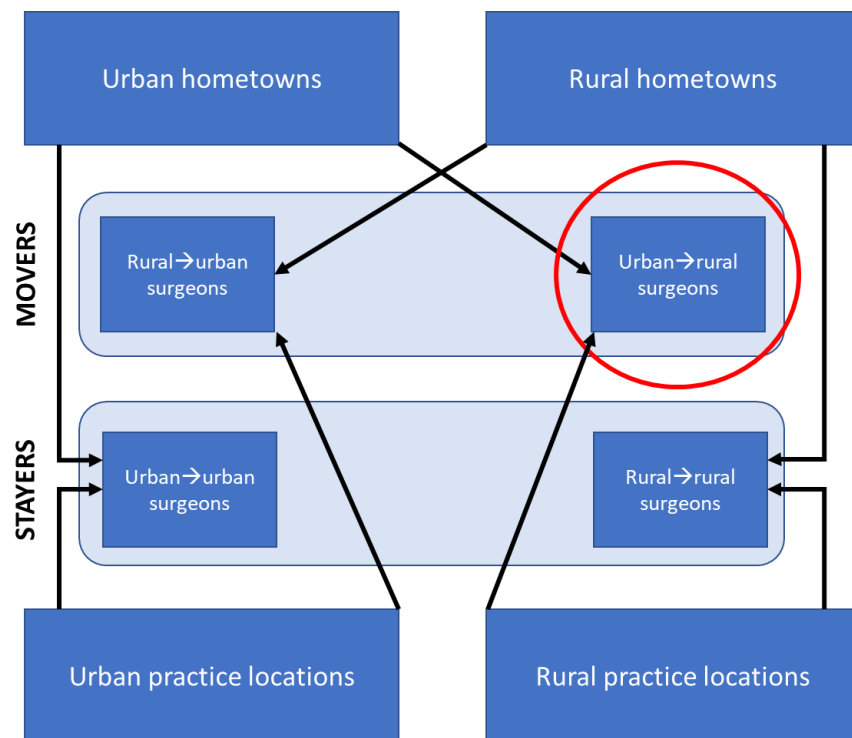 Urban hometowns
Rural hometowns
MOVERS
Rural→urban
surgeons
Urban→rural
surgeons
STAYERS
Urban→urban
surgeons
Rural→rural
surgeons
Urban practice locations
Rural practice locations